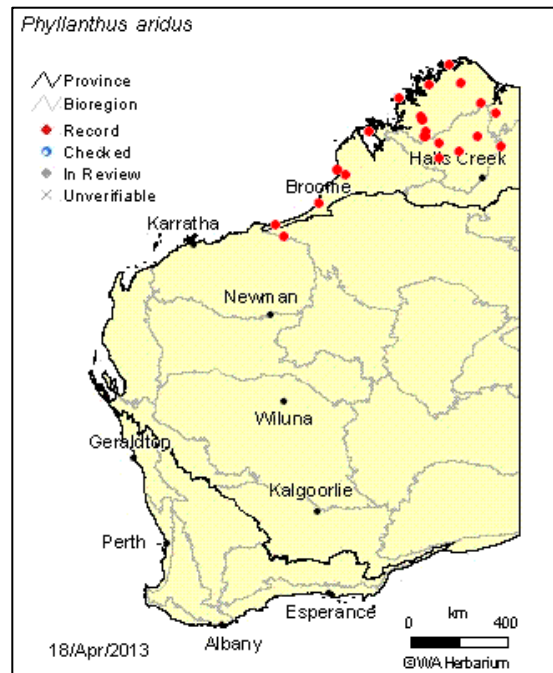 Phyllanthus aridus
Province
Bioregion
Record
Checked
In Review
Unverifiable
Halls Creek
Broome
Karratha
Newman
Wiluna
Geraldton
Kalgoorlie
Perth
Esperance
Albany
0 km 400
18/Apr/2013
©WA Herbarium